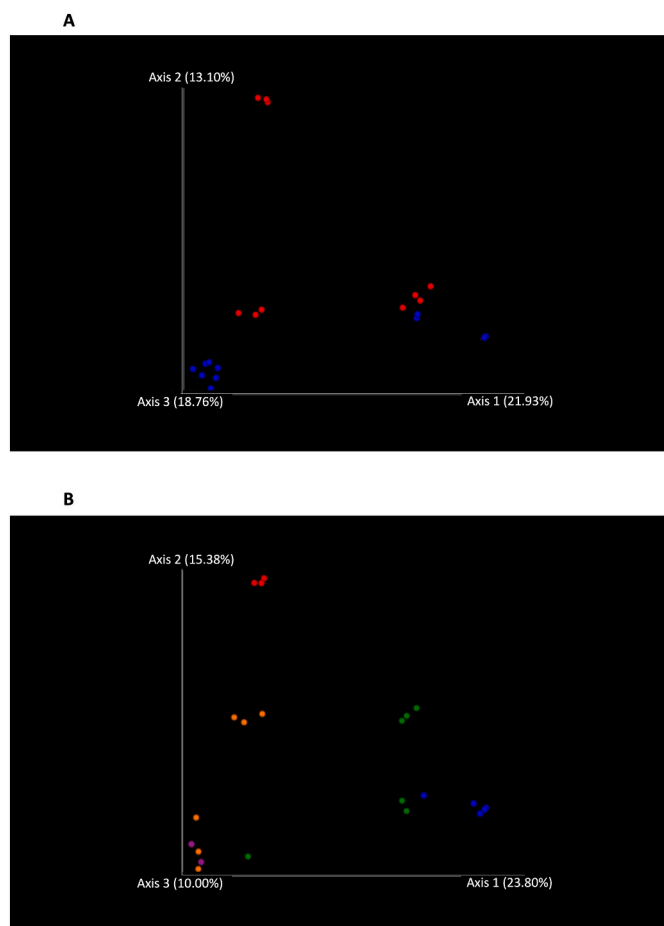 A
Axis 2 (13.10%)
Axis 3 (18.76%)
Axis 1 (21.93%)
B
Axis 2 (15.38%)
Axis 3 (10.00%)
Axis 1 (23.80%)